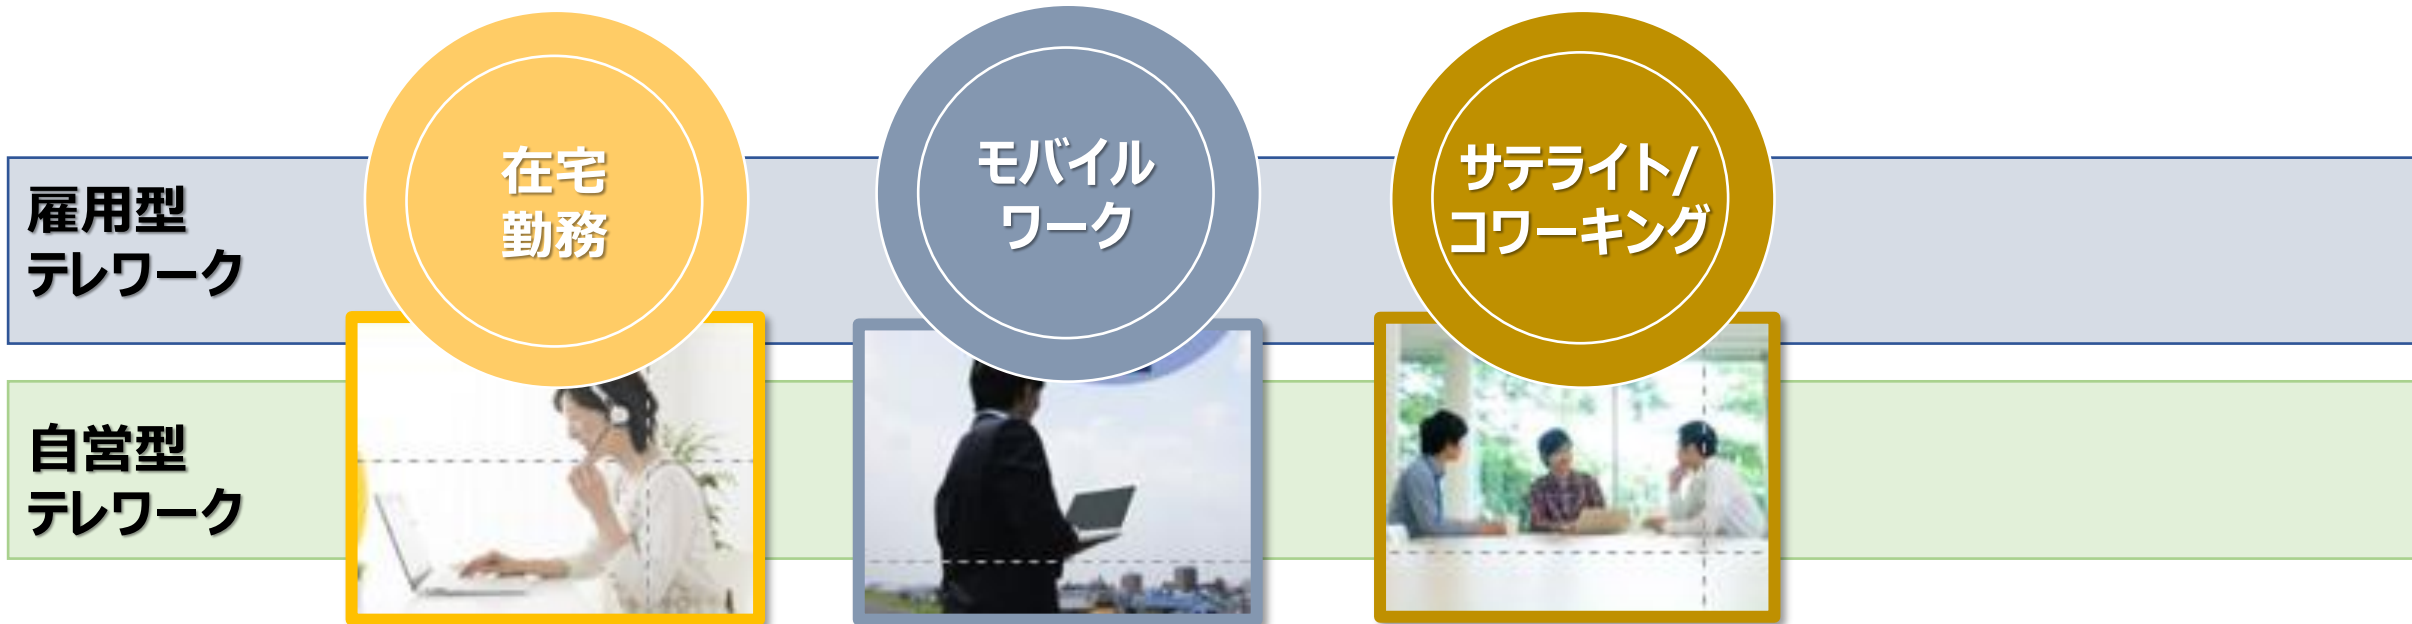 雇用型
テレワーク
在宅
勤務
モバイル
ワーク
サテライト/
コワーキング
自営型
テレワーク